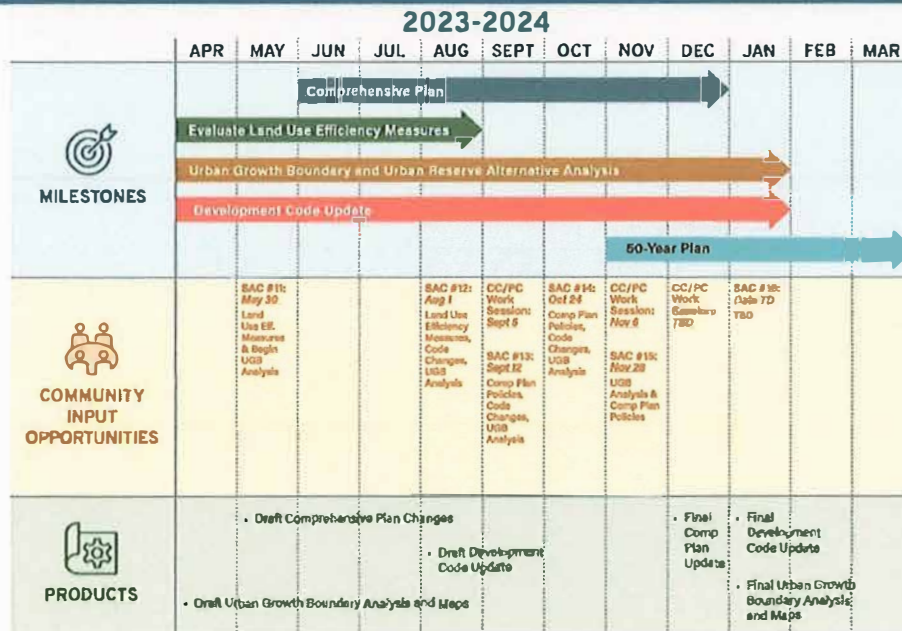 2023-2024
APR MAY JUN JUL AUG SEPT OCT NOV DEC JAN FEB MAR
MILESTONES
Comprehensive Plan
Evaluate Land Use Efficiency Measures
Urban Growth Boundary and Urban Reserve Alternative Analysis
Development Code Update
50-Year Plan
COMMUNITY
INPUT
OPPORTUNITIES
SAC #11:
May 30
Land
Use Eff.
Measures
& Begin
UGB
Analysis
SAC #12:
Aug 1
Land Use
Efficiency
Measures,
Code
Changes,
UGB
Analysis
CC/PC
Work
Session:
Sept 5
SAC #13:
Sept 12
Comp Plan
Policies,
Code
Changes,
UGB
Analysis
SAC #14:
Oct 24
Comp Plan
Policies,
Code
Changes,
UGB
Analysis
CC/PC
Work
Session:
Nov 6
SAC #15:
Nov 28
UGB
Analysis &
Comp Plan
Policies
CC/PC
Work
Session:
TBD
SAC #16:
Date TD
TBD
PRODUCTS
• Draft Comprehensive Plan Changes
• Draft Development
Code Update
• Draft Urban Growth Boundary Analysis and Maps
• Final
Comp
Plan
Update
• Final
Development
Code Update
• Final Urban Growth
Boundary Analysis
and Maps